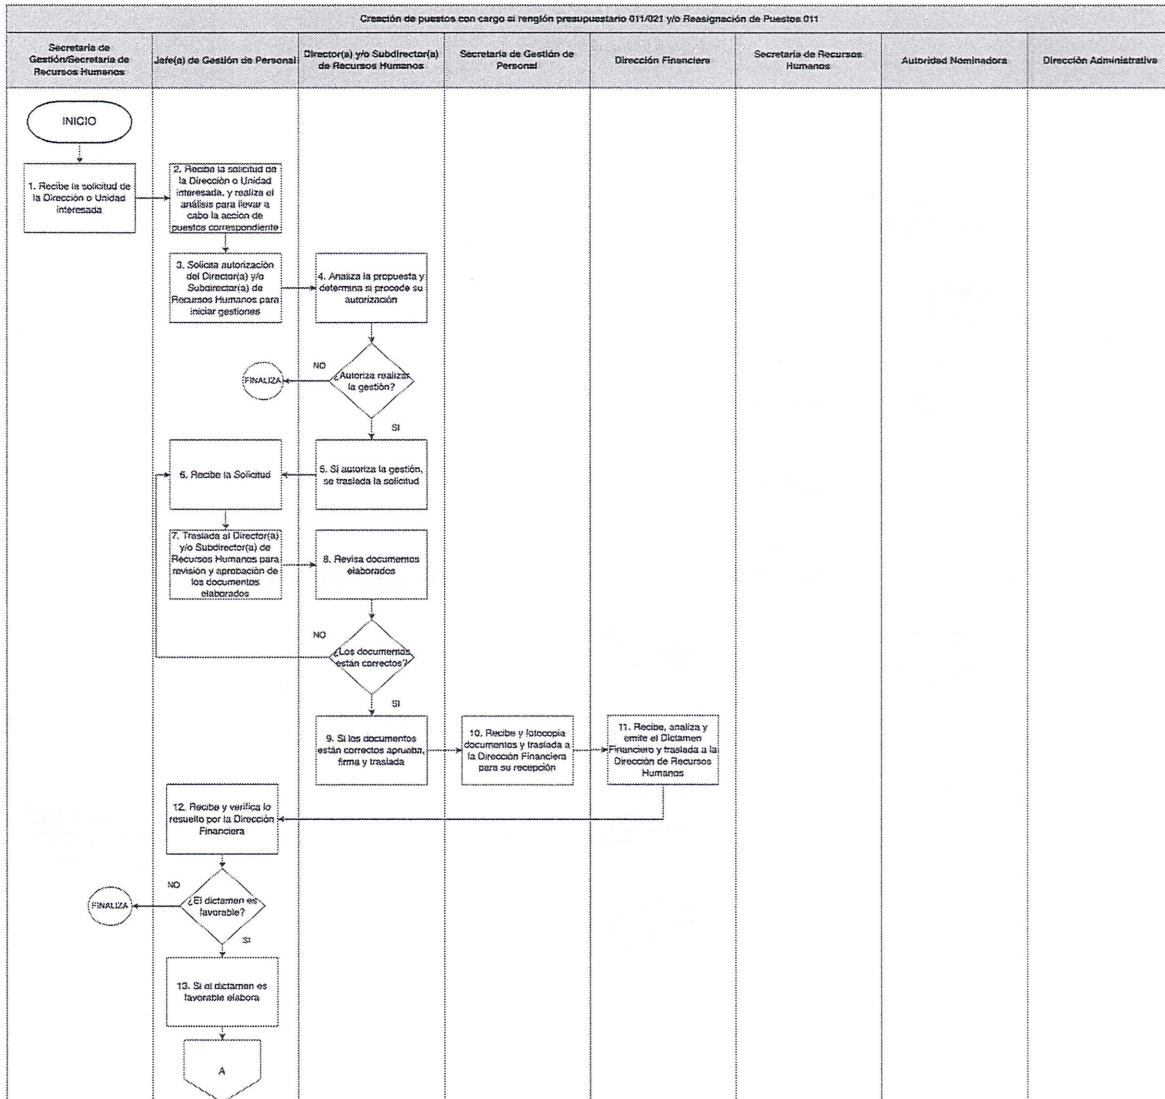 Creación de puestos con cargo al renglón presupuestario 011/021 y/o Reasignación de Puestos 011
Secretaria de
Gestión/Secretaria de
Recursos Humanos
Jefe(a) de Gestión de Personal
Director(a) y/o Subdirector(a)
de Recursos Humanos
Secretaria de Gestión de
Personal
Dirección Financiera
Secretaria de Recursos
Humanos
Autoridad Nominadora
Dirección Administrativa
INICIO
1. Recibe la solicitud de
la Dirección o Unidad
interesada
2. Recibe la solicitud de
la Dirección o Unidad
interesada, y realiza el
análisis para llevar a
cabo la acción de
puestos correspondiente
3. Solicita autorización
del Director(a) y/o
Subdirector(a) de
Recursos Humanos para
iniciar gestiones
4. Analiza la propuesta y
determina si procede su
autorización
¿Autoriza realizar
la gestión?
NO
FINALIZA
SI
5. Si autoriza la gestión,
se traslada la solicitud
6. Recibe la Solicitud
7. Traslada al Director(a)
y/o Subdirector(a) de
Recursos Humanos para
revisión y aprobación de
los documentos
elaborados
8. Revisa documentos
elaborados
¿Los documentos
están correctos?
NO
SI
9. Si los documentos
están correctos aprueba,
firma y traslada
10. Recibe y fotocopia
documentos y traslada a
la Dirección Financiera
para su recepción
11. Recibe, analiza y
emite el Dictamen
Financiero y traslada a la
Dirección de Recursos
Humanos
12. Recibe y verifica lo
resuelto por la Dirección
Financiera
¿El dictamen es
favorable?
NO
FINALIZA
SI
13. Si el dictamen es
favorable elabora
A